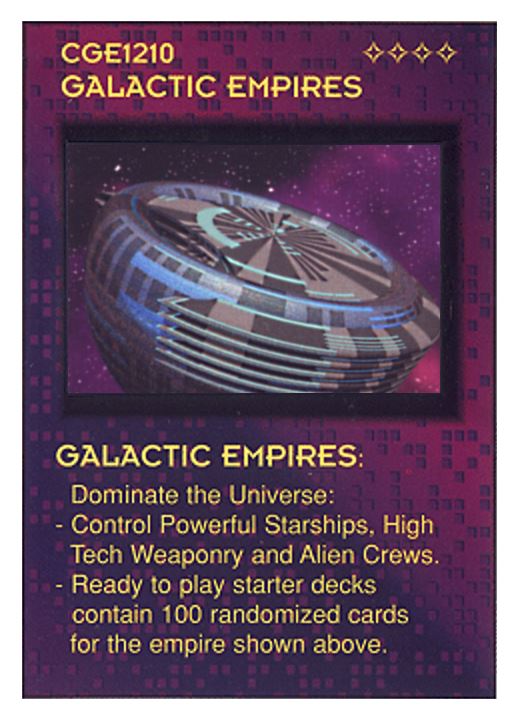 CGE1210
GALACTIC EMPIRES
GALACTIC EMPIRES:
Dominate the Universe:
- Control Powerful Starships, High
Tech Weaponry and Alien Crews.
- Ready to play starter decks
contain 100 randomized cards
for the empire shown above.